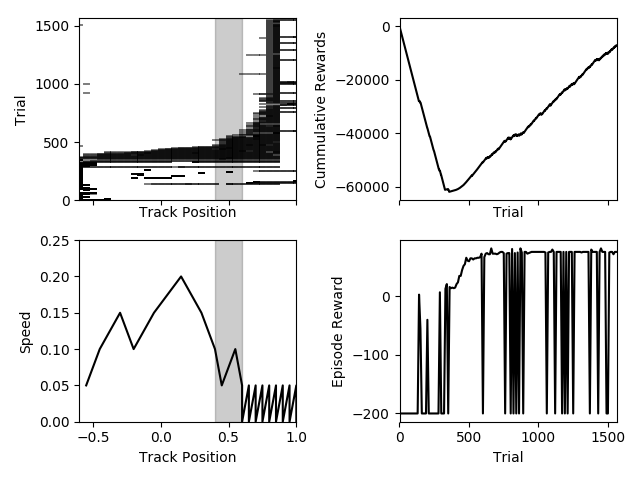 1500
1000
500
0
Trial
Track Position
0
−20000
−40000
−60000
Cummulative Rewards
Trial
0.25
0.20
0.15
0.10
0.05
0.00
Speed
−0.5 0.0 0.5 1.0
Track Position
0
−100
−200
Episode Reward
0 500 1000 1500
Trial